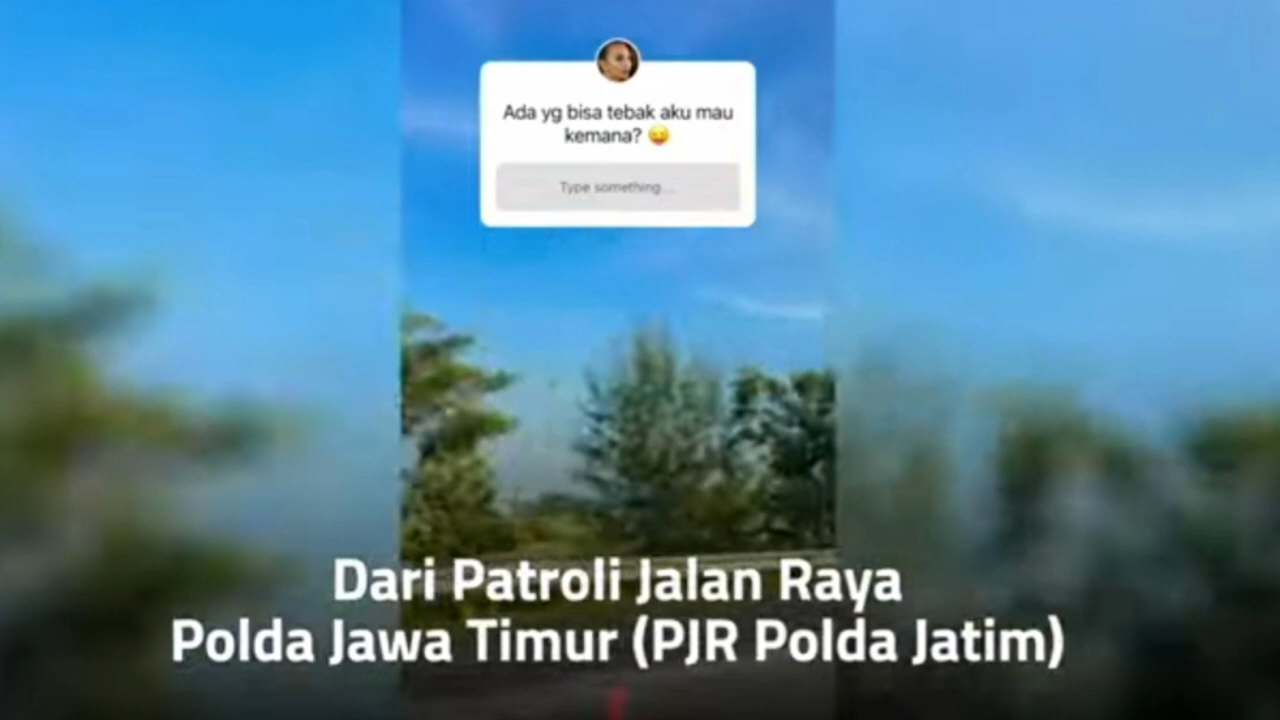 Ada yg bisa tebak aku mau
kemana? 😝
Type something...
Dari Patroli Jalan Raya
Polda Jawa Timur (PJR Polda Jatim)